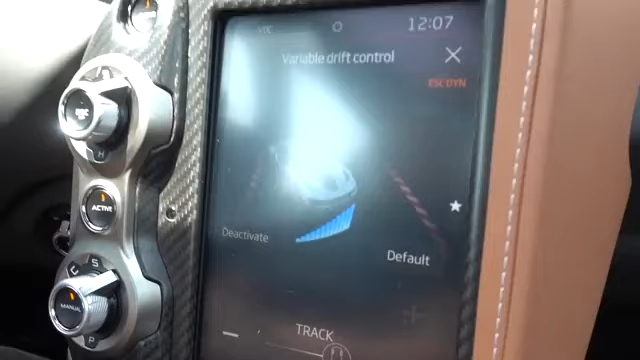 12:07
Variable drift control
ESC DYN
H
ACTIVE
Deactivate
Default
C S
MANUAL
P
TRACK